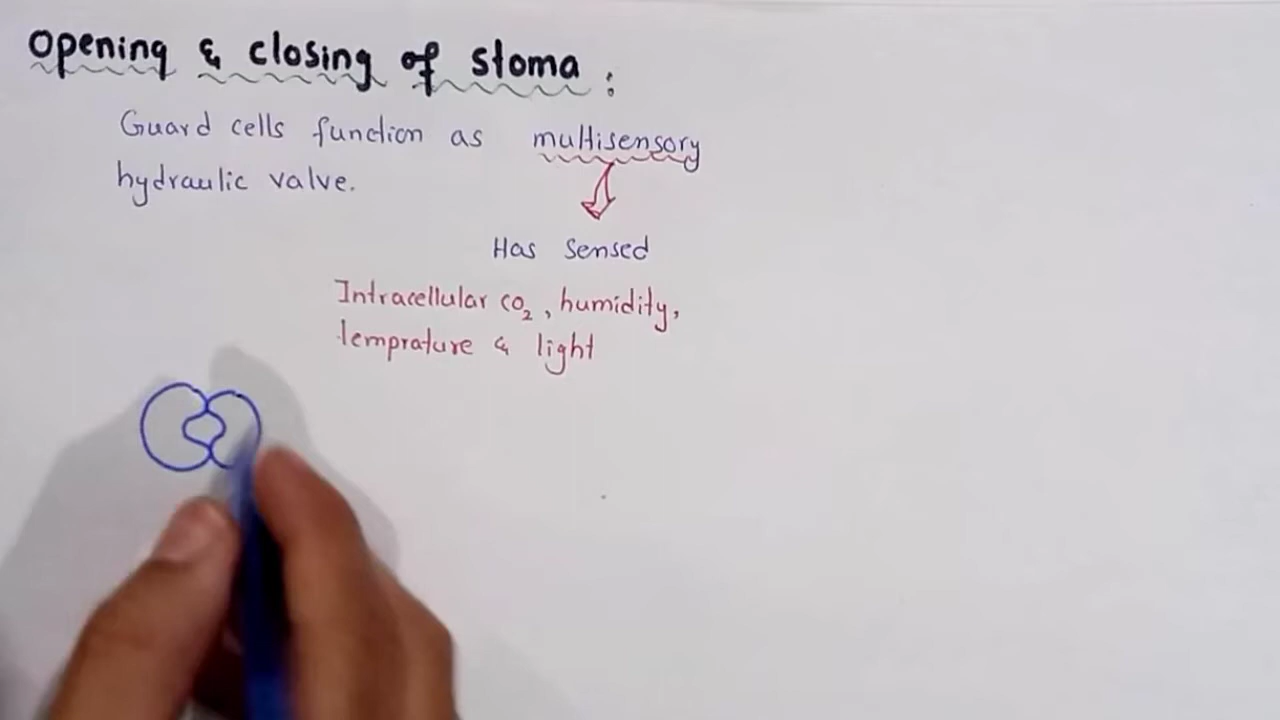 Opening & closing of stoma :
Guard cells function as multisensory
hydraulic valve.
Has Sensed
Intracellular CO₂, humidity,
temprature & light